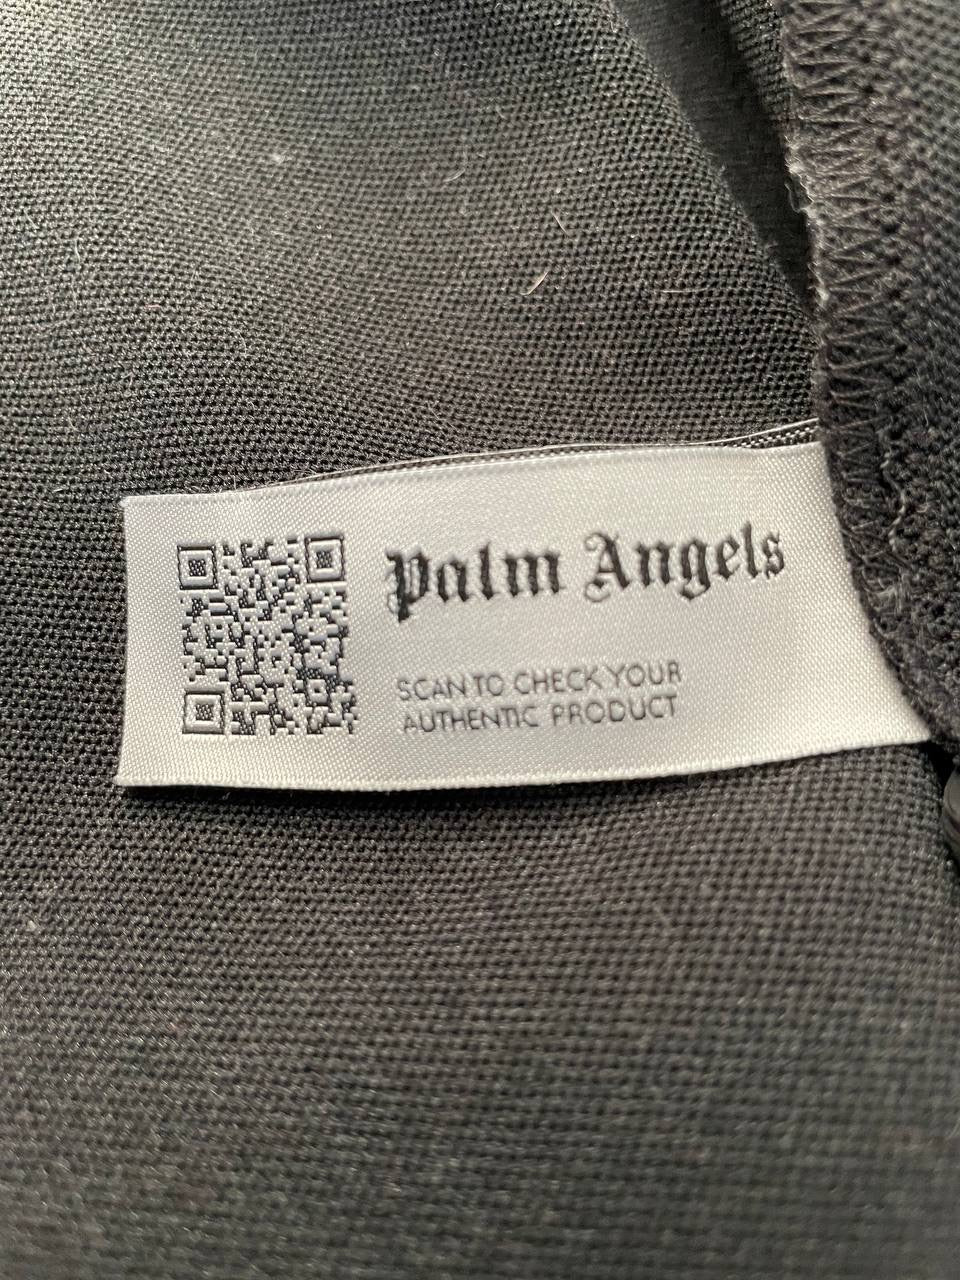 Palm Angels
SCAN TO CHECK YOUR
AUTHENTIC PRODUCT